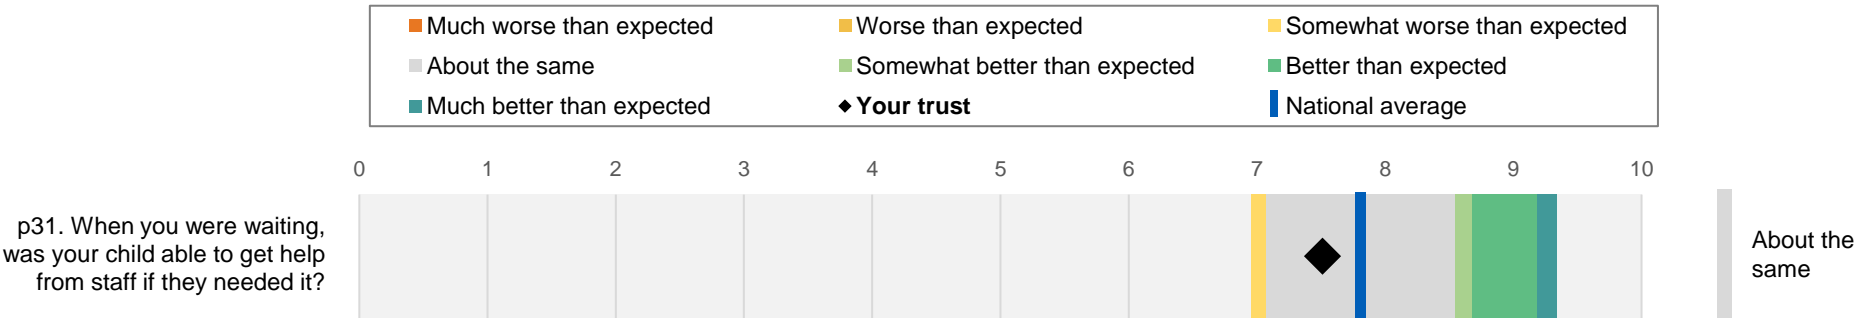 Much worse than expected Worse than expected Somewhat worse than expected
About the same Somewhat better than expected Better than expected
Much better than expected Your trust National average
0 1 2 3 4 5 6 7 8 9 10
p31. When you were waiting,
was your child able to get help
from staff if they needed it?
About the
same